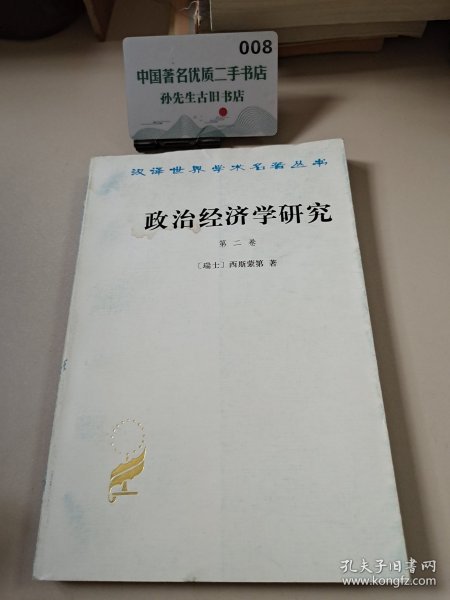 008
中国著名优质二手书店
孙先生古旧书店
汉译世界学术名著丛书
政治经济学研究
第二卷
〔瑞士〕西斯蒙第 著
孔夫子旧书网
www.kongfz.com